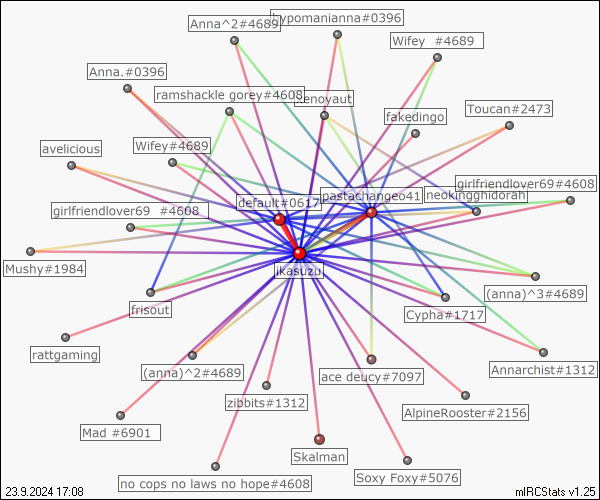 Anna^2#4689
hypomanianna#0396
Wifey  #4689
Anna.#0396
ramshackle gorey#4608
xenoyaut
fakedingo
Toucan#2473
avelicious
Wifey#4689
girlfriendlover69#4608
default#0617
pastachangeo41
neokingghidorah
girlfriendlover69  #4608
ikasuzu
Mushy#1984
frisout
Cypha#1717
(anna)^3#4689
rattgaming
(anna)^2#4689
ace deucy#7097
Annarchist#1312
zibbits#1312
AlpineRooster#2156
Mad #6901
Skalman
no cops no laws no hope#4608
Soxy Foxy#5076
23.9.2024 17:08
mIRCStats v1.25